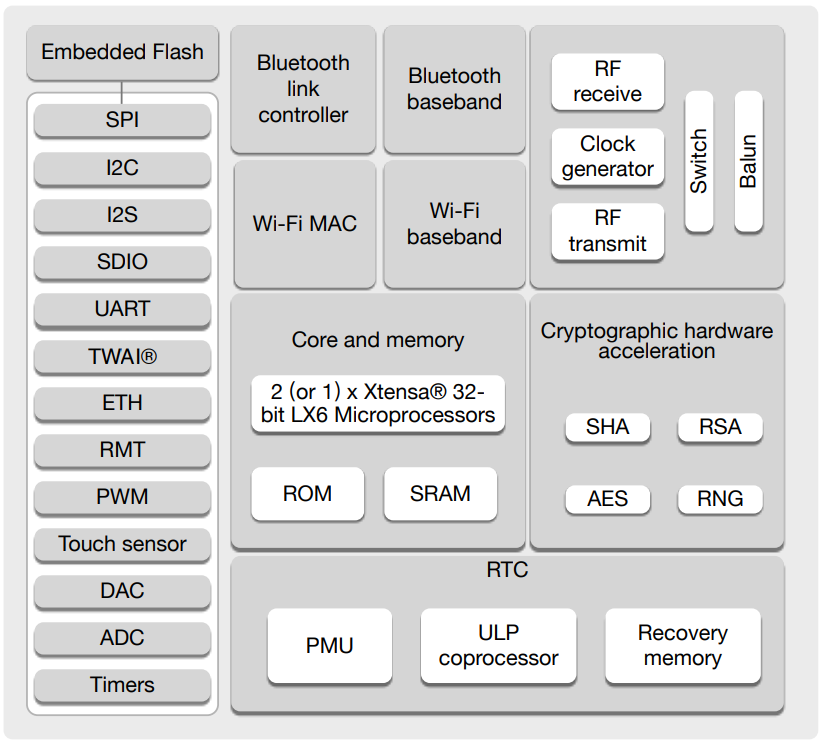 Embedded Flash
SPI
I2C
I2S
SDIO
UART
TWAI®
ETH
RMT
PWM
Touch sensor
DAC
ADC
Timers
Bluetooth
link
controller
Bluetooth
baseband
Wi-Fi MAC
Wi-Fi
baseband
RF
receive
Clock
generator
RF
transmit
Switch
Balun
Core and memory
2 (or 1) x Xtensa® 32-
bit LX6 Microprocessors
ROM
SRAM
Cryptographic hardware
acceleration
SHA
RSA
AES
RNG
RTC
PMU
ULP
coprocessor
Recovery
memory